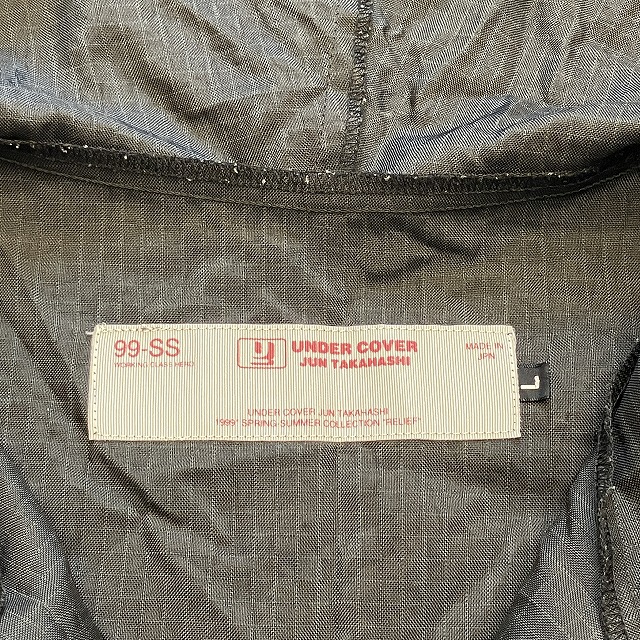 99-SS
WORKING CLASS HERO
UNDER COVER
JUN TAKAHASHI
MADE IN
JPN
L
UNDER COVER JUN TAKAHASHI
1999" SPRING-SUMMER COLLECTION "RELIEF"